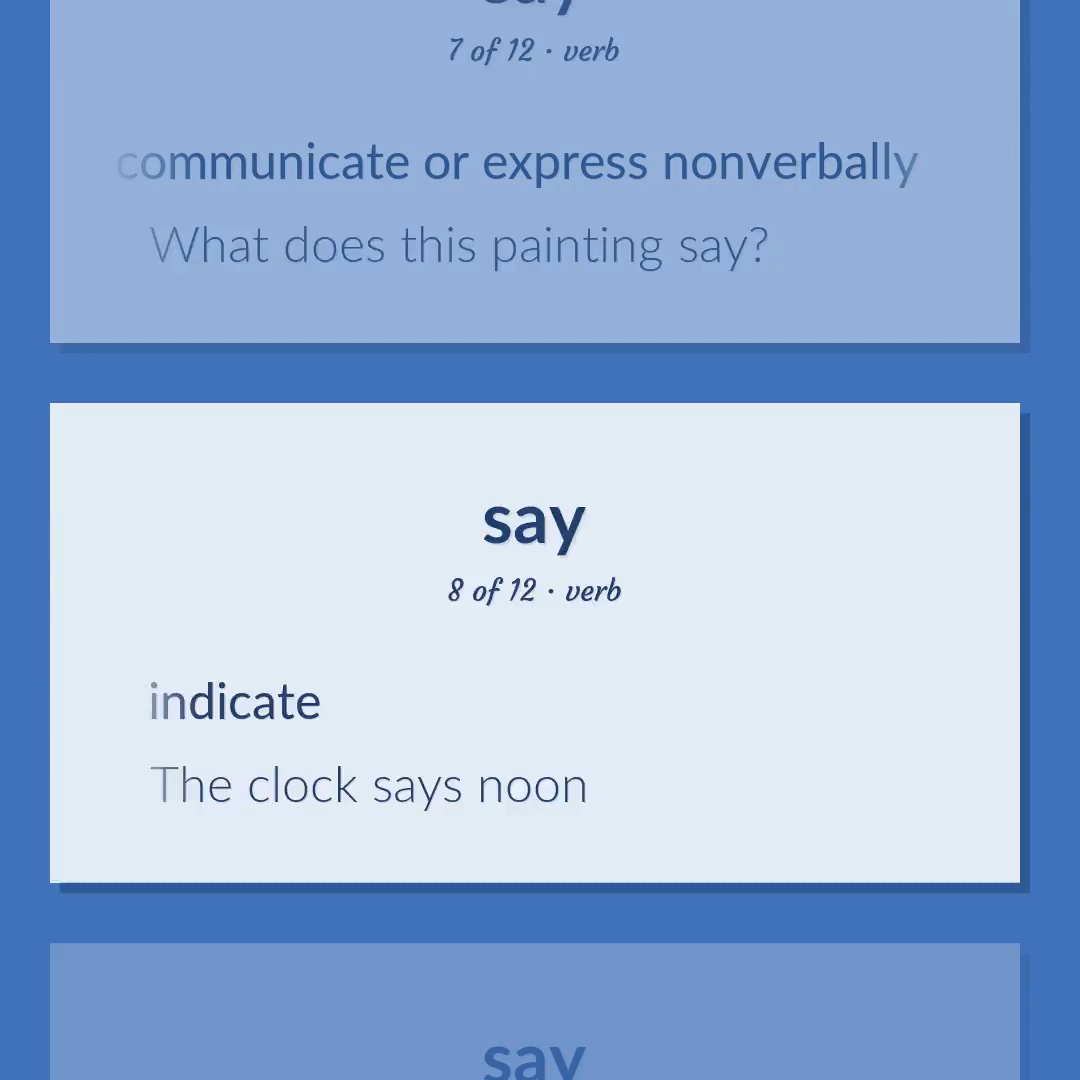 say
7 of 12 · verb
communicate or express nonverbally
What does this painting say?
say
8 of 12 · verb
indicate
The clock says noon
say